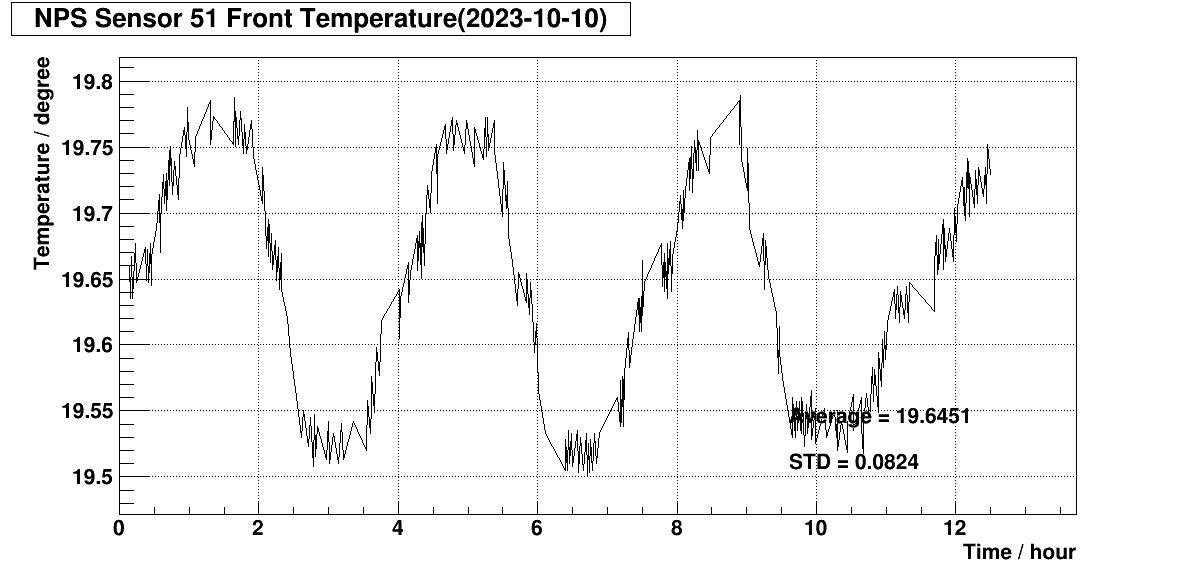 NPS Sensor 51 Front Temperature(2023-10-10)
Temperature / degree
19.8
19.75
19.7
19.65
19.6
19.55
19.5
Average = 19.6451
STD = 0.0824
0 2 4 6 8 10 12
Time / hour